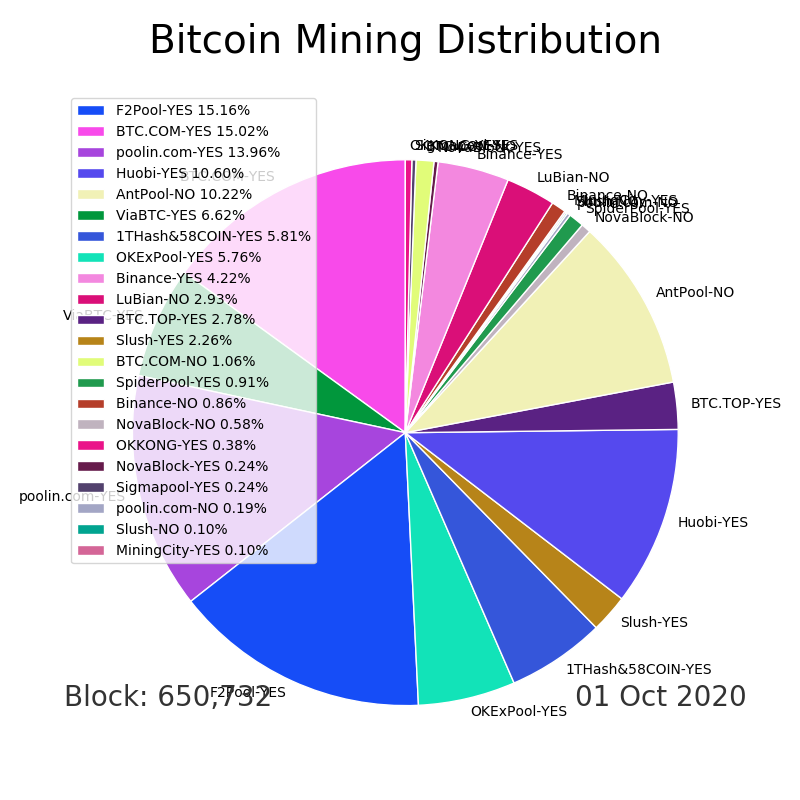 Bitcoin Mining Distribution
F2Pool-YES 15.16%
BTC.COM-YES 15.02%
poolin.com-YES 13.96%
Huobi-YES 10.60%
AntPool-NO 10.22%
ViaBTC-YES 6.62%
1THash&58COIN-YES 5.81%
OKExPool-YES 5.76%
Binance-YES 4.22%
LuBian-NO 2.93%
BTC.TOP-YES 2.78%
Slush-YES 2.26%
BTC.COM-NO 1.06%
SpiderPool-YES 0.91%
Binance-NO 0.86%
NovaBlock-NO 0.58%
OKKONG-YES 0.38%
NovaBlock-YES 0.24%
Sigmapool-YES 0.24%
poolin.com-NO 0.19%
Slush-NO 0.10%
MiningCity-YES 0.10%
Binance-YES
LuBian-NO
Binance-NO
SpiderPool-YES
NovaBlock-NO
AntPool-NO
BTC.TOP-YES
Huobi-YES
Slush-YES
1THash&58COIN-YES
OKExPool-YES
F2Pool-YES
poolin.com-YES
ViaBTC-YES
BTC.COM-YES
Block: 650,732
01 Oct 2020